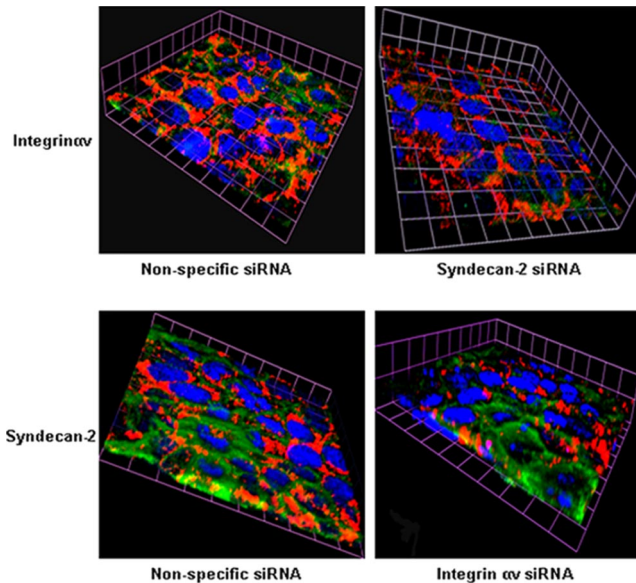 Integrinαv
Non-specific siRNA
Syndecan-2 siRNA
Syndecan-2
Non-specific siRNA
Integrin αv siRNA